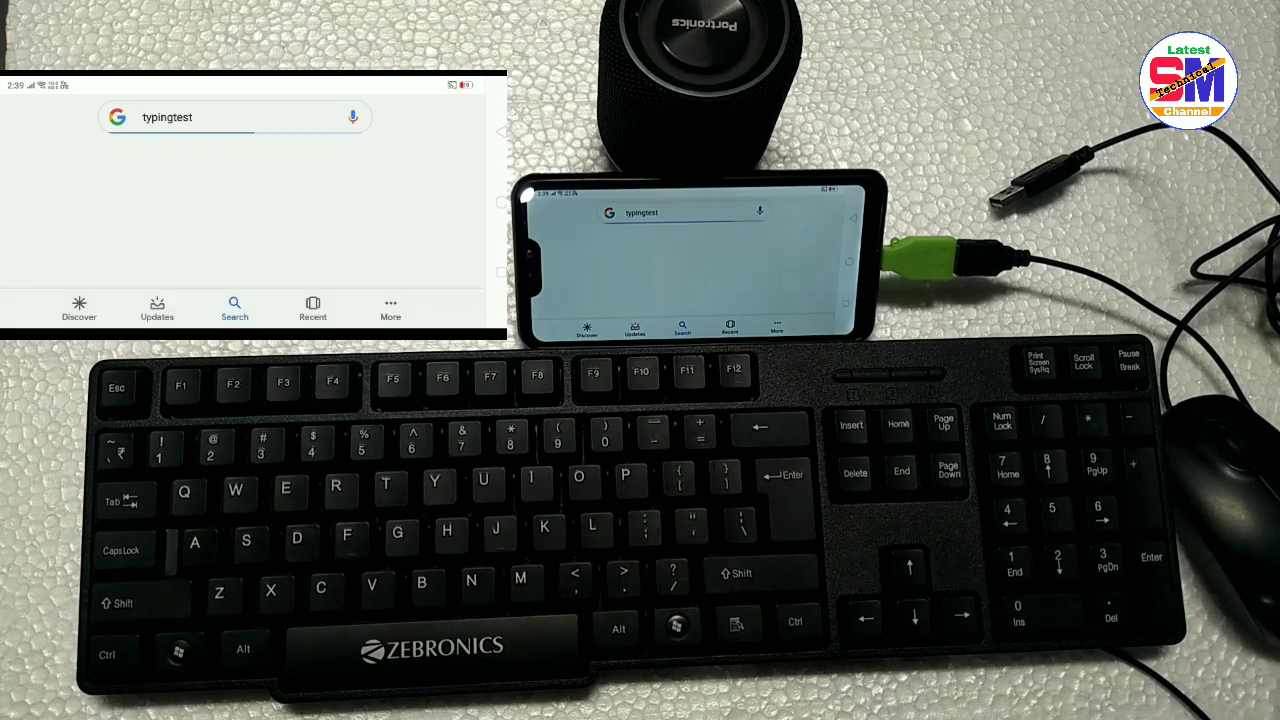 Portronics
Latest
SM
Technical
Channel
2:39
typingtest
Discover
Updates
Search
Recent
More
2:39
typingtest
Discover
Updates
Search
Recent
More
Esc F1 F2 F3 F4 F5 F6 F7 F8 F9 F10 F11 F12 Print Screen SysRq Scroll Lock Pause Break
~ ` ₹ ! 1 @ 2 # 3 $ 4 % 5 ^ 6 & 7 * 8 ( 9 ) 0 _ - + = ← Insert Home Page Up Num Lock / * -
Tab Q W E R T Y U I O P { [ } ] ← Enter Delete End Page Down 7 Home 8 ↑ 9 PgUp +
Caps Lock A S D F G H J K L : ; " ' | \ 4 ← 5 6 →
⇧ Shift Z X C V B N M < , > . ? / ⇧ Shift ↑ 1 End 2 ↓ 3 PgDn Enter
Ctrl Alt ZEBRONICS Alt Ctrl ← ↓ → 0 Ins . Del